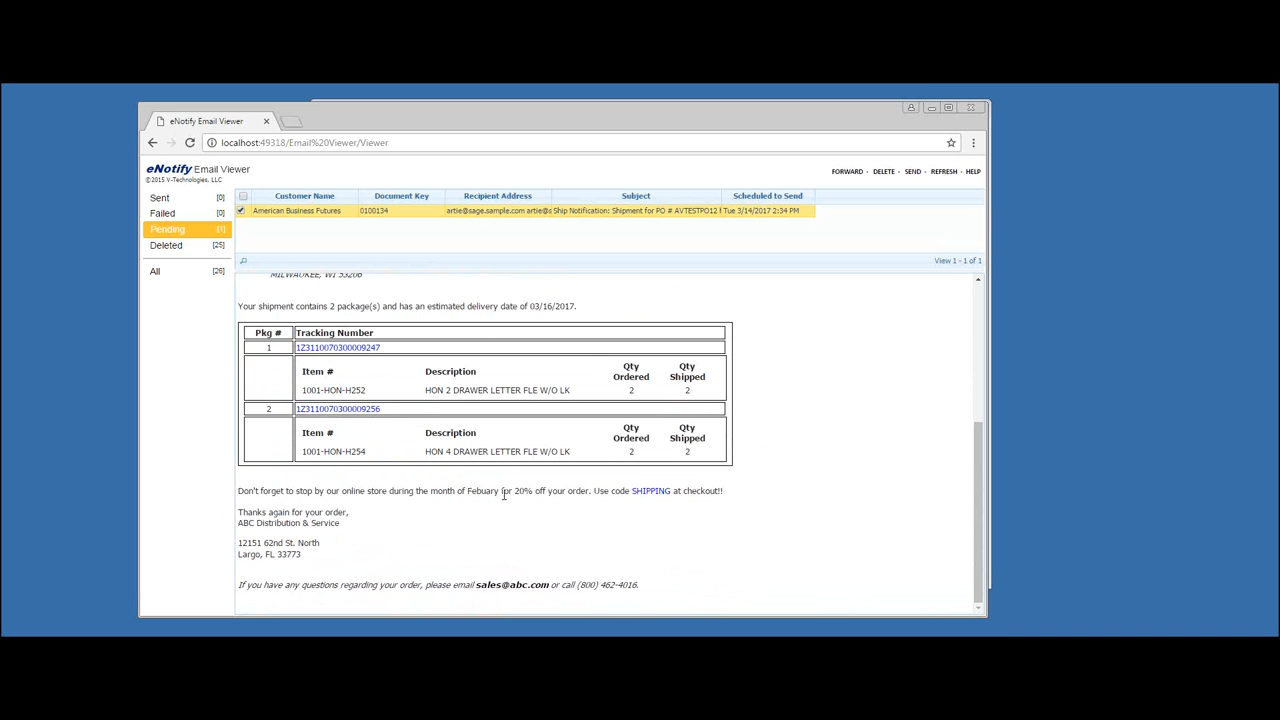 eNotify Email Viewer
localhost:49318/Email%20Viewer/Viewer
eNotify Email Viewer
©2015 V-Technologies, LLC
FORWARD · DELETE · SEND · REFRESH · HELP
Sent [0]
Failed [0]
Pending [1]
Deleted [25]
All [26]
Customer Name Document Key Recipient Address Subject Scheduled to Send
American Business Futures 0100134 artie@sage.sample.com artie@s Ship Notification: Shipment for PO # AVTESTPO12 Tue 3/14/2017 2:34 PM
View 1 - 1 of 1
MILWAUKEE, WI 53206
Your shipment contains 2 package(s) and has an estimated delivery date of 03/16/2017.
Pkg # Tracking Number
1 1Z3110070300009247
Item # Description Qty Ordered Qty Shipped
1001-HON-H252 HON 2 DRAWER LETTER FLE W/O LK 2 2
2 1Z3110070300009256
Item # Description Qty Ordered Qty Shipped
1001-HON-H254 HON 4 DRAWER LETTER FLE W/O LK 2 2
Don't forget to stop by our online store during the month of Febuary for 20% off your order. Use code SHIPPING at checkout!!
Thanks again for your order,
ABC Distribution & Service
12151 62nd St. North
Largo, FL 33773
If you have any questions regarding your order, please email sales@abc.com or call (800) 462-4016.